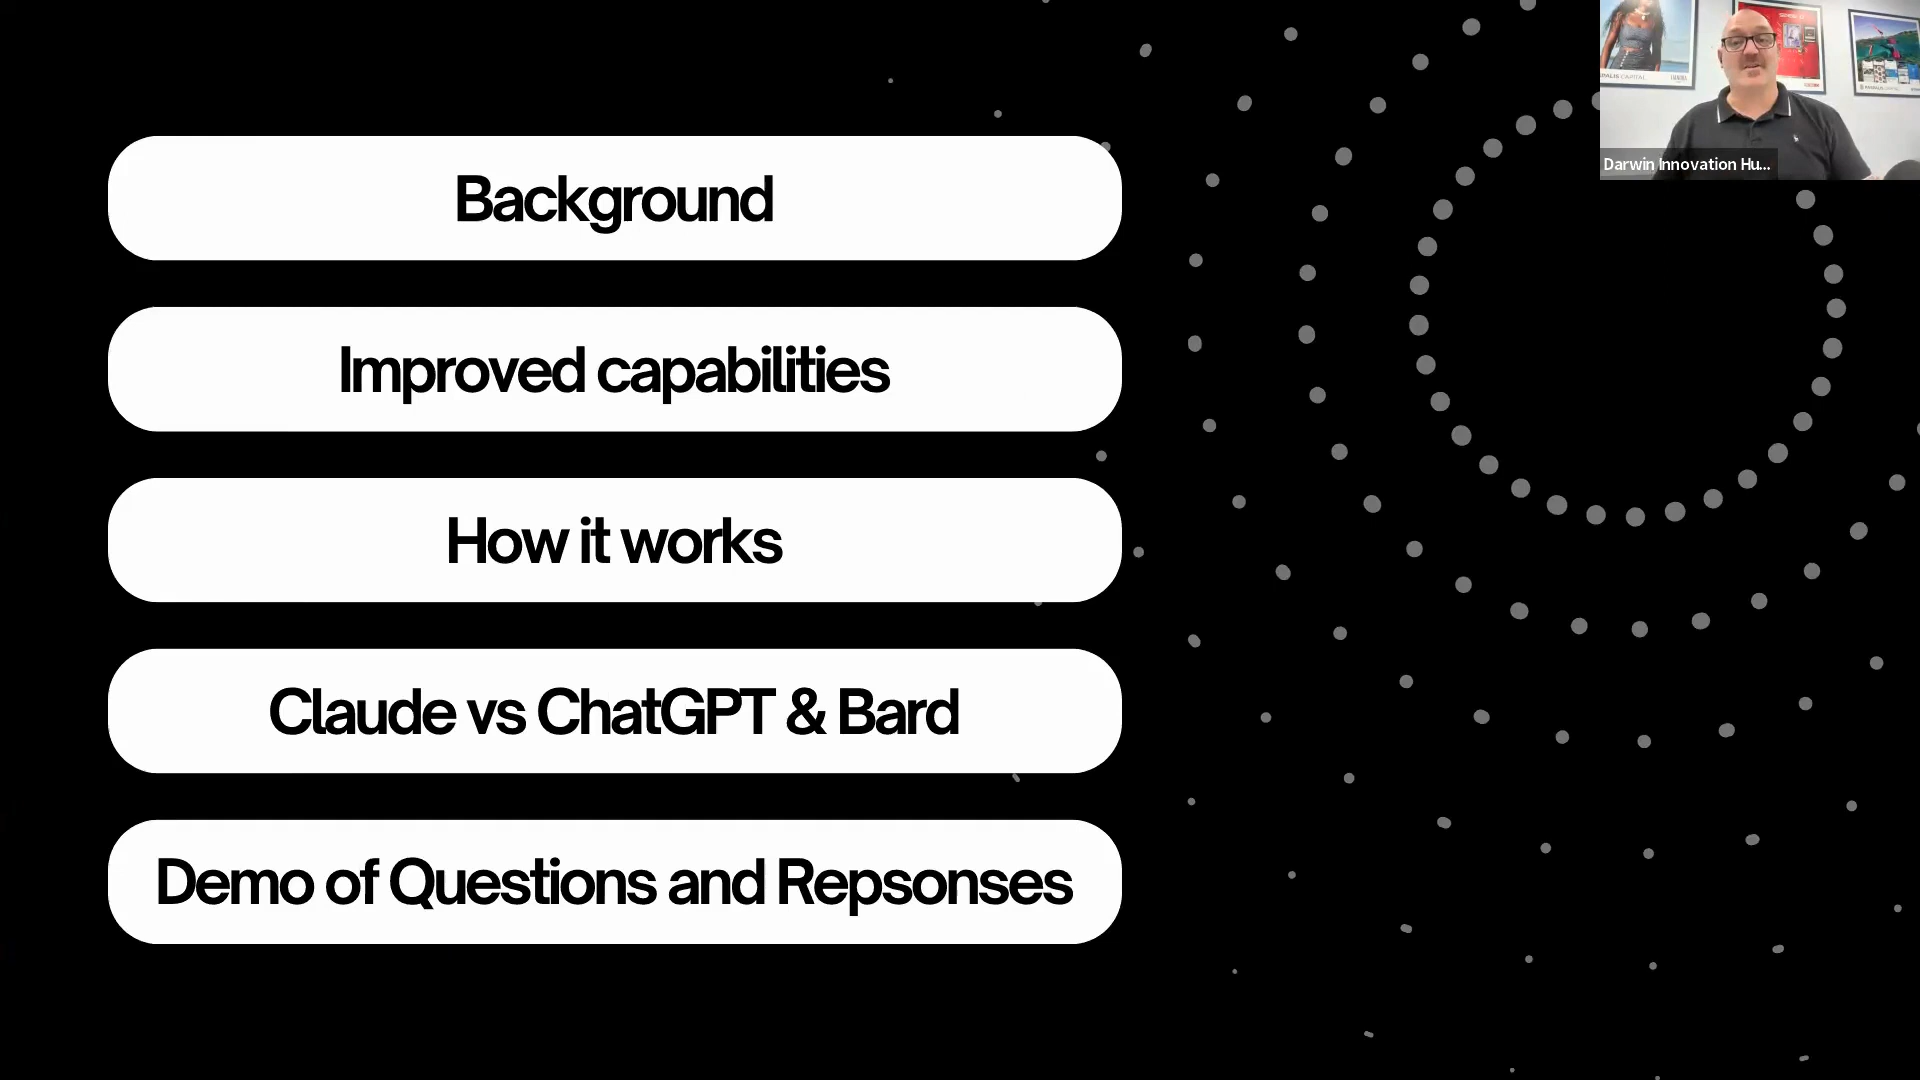 Background
Improved capabilities
How it works
Claude vs ChatGPT & Bard
Demo of Questions and Repsonses
Darwin Innovation Hu...